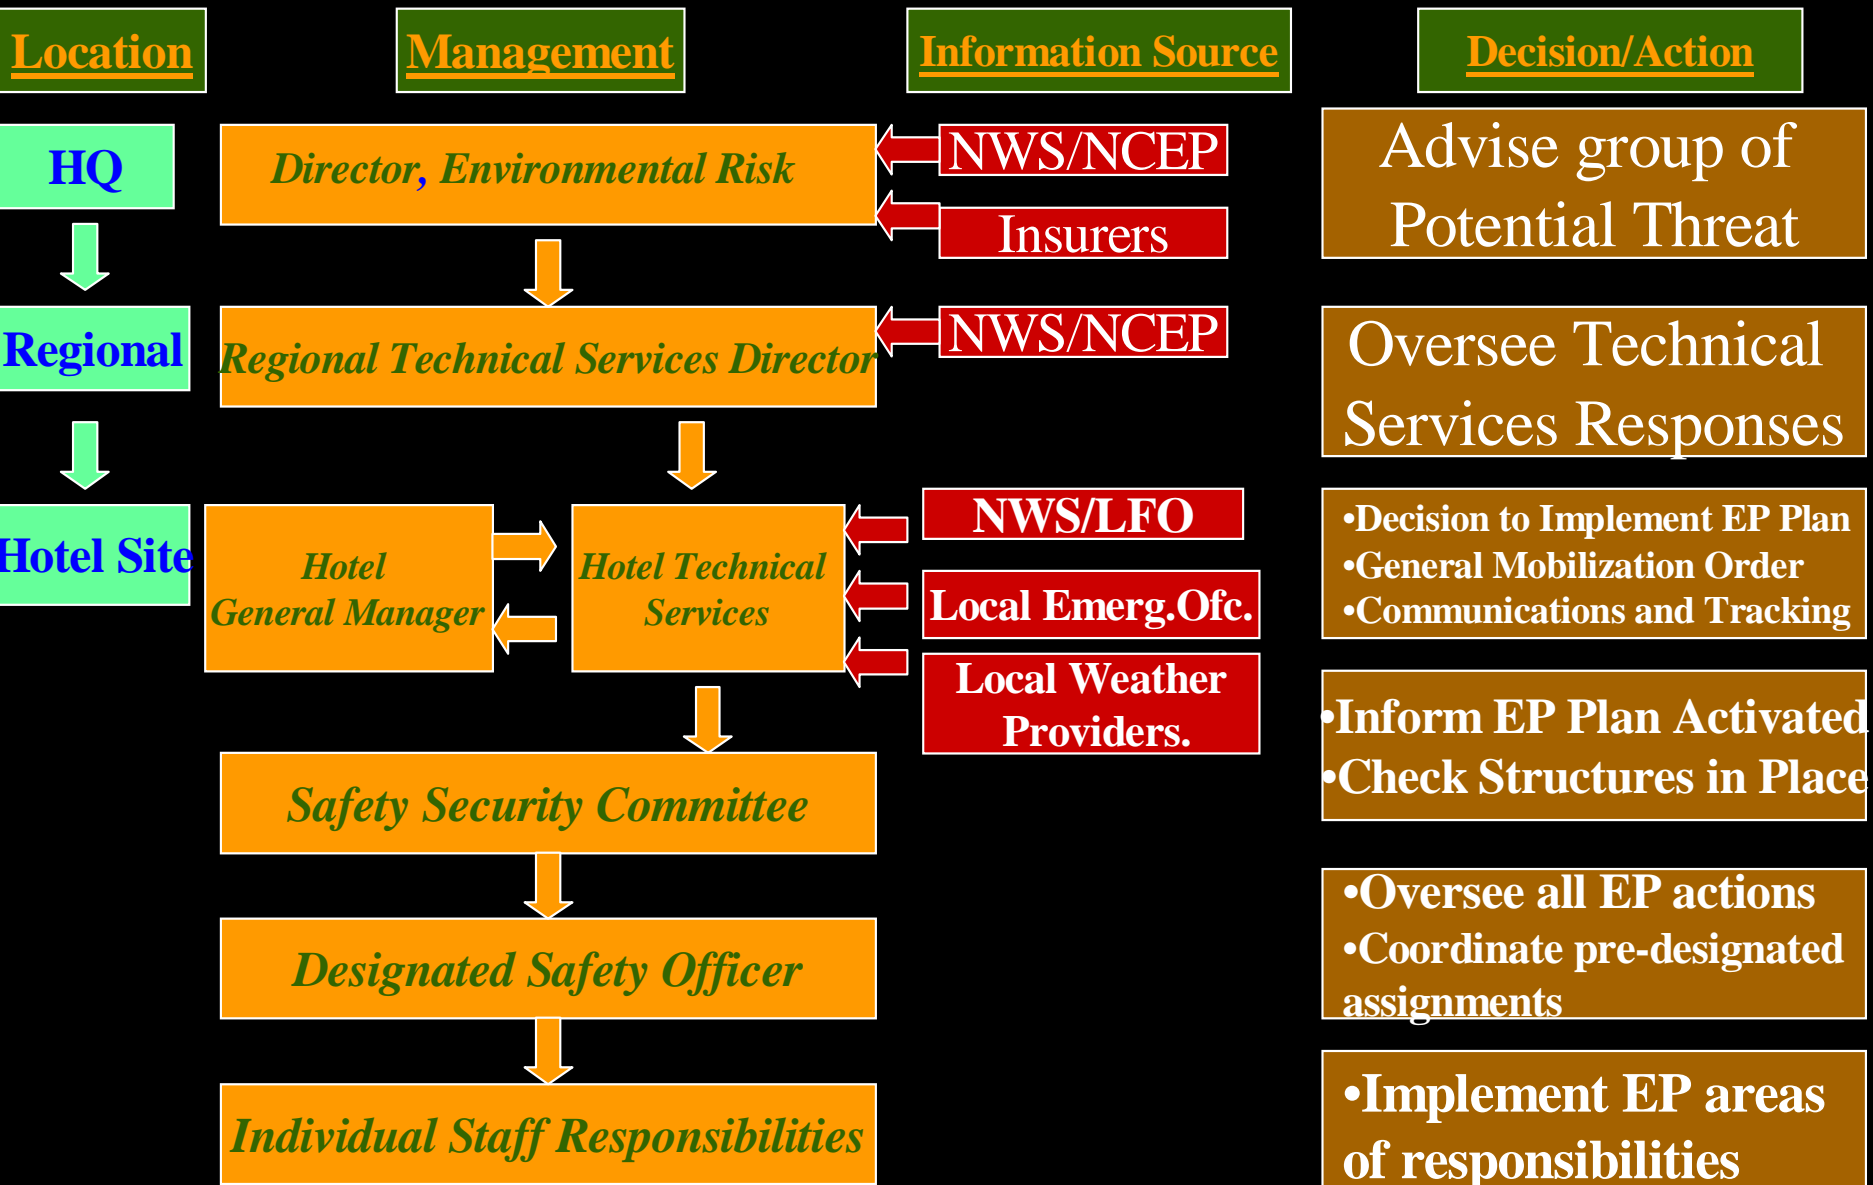 Location
Management
Information Source
Decision/Action
HQ
Director, Environmental Risk
NWS/NCEP
Insurers
Advise group of
Potential Threat
Regional
Regional Technical Services Director
NWS/NCEP
Oversee Technical
Services Responses
Hotel Site
Hotel
General Manager
Hotel Technical
Services
NWS/LFO
Local Emerg.Ofc.
Local Weather
Providers.
•Decision to Implement EP Plan
•General Mobilization Order
•Communications and Tracking
Safety Security Committee
•Inform EP Plan Activated
•Check Structures in Place
Designated Safety Officer
•Oversee all EP actions
•Coordinate pre-designated
assignments
Individual Staff Responsibilities
•Implement EP areas
of responsibilities